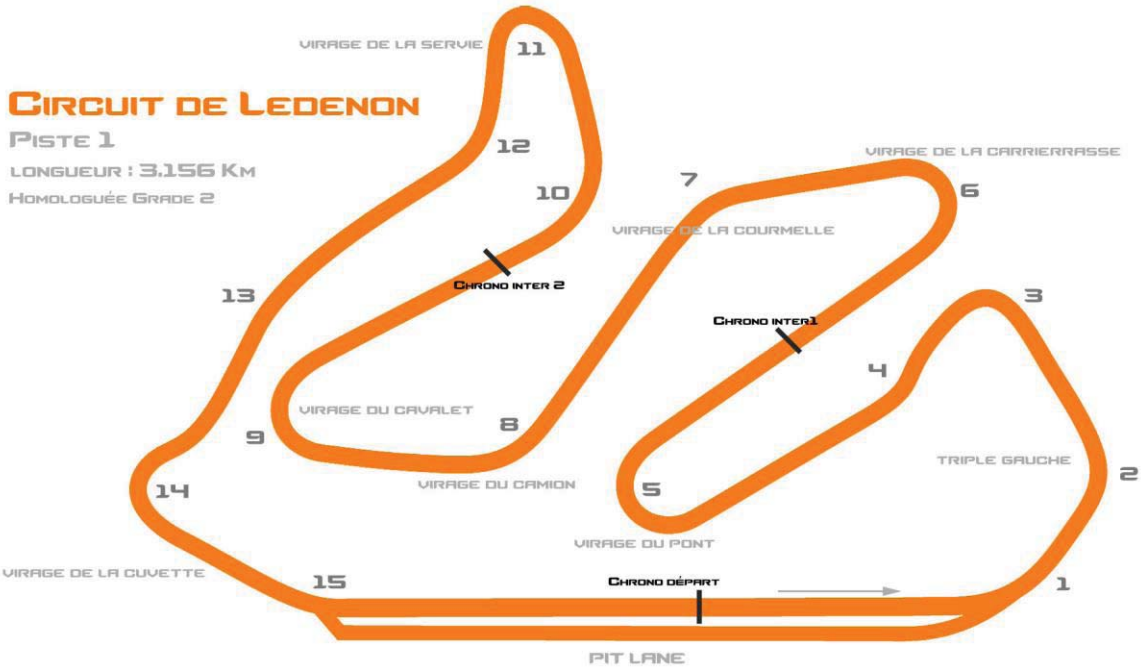 11
VIRAGE DE LA SERVIE
CIRCUIT DE LEDENON
PISTE 1
LONGUEUR : 3.156 KM
HOMOLOGUÉE GRADE 2
12
VIRAGE DE LA CARRIERRASSE
7
6
10
VIRAGE DE LA COURMELLE
CHRONO INTER 2
13
3
CHRONO INTER1
4
VIRAGE DU CAVALET
8
9
TRIPLE GAUCHE
2
VIRAGE DU CAMION
14
5
VIRAGE DU PONT
VIRAGE DE LA CUVETTE
15
CHRONO DÉPART
1
PIT LANE